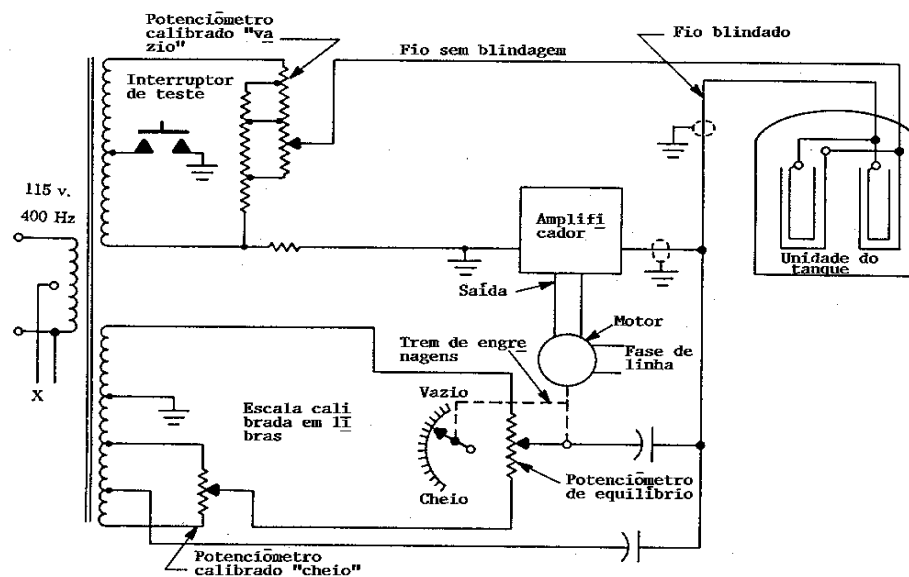 Potenciômetro
calibrado "va
zio"
Fio blindado
Fio sem blindagem
Interruptor
de teste
115 v.
400 Hz
Amplifi
cador
Unidade do
tanque
Saída
Motor
Trem de engre
nagens
Fase de
linha
X
Vazio
Escala cali
brada em li
bras
Cheio
Potenciômetro
de equilíbrio
Potenciômetro
calibrado "cheio"